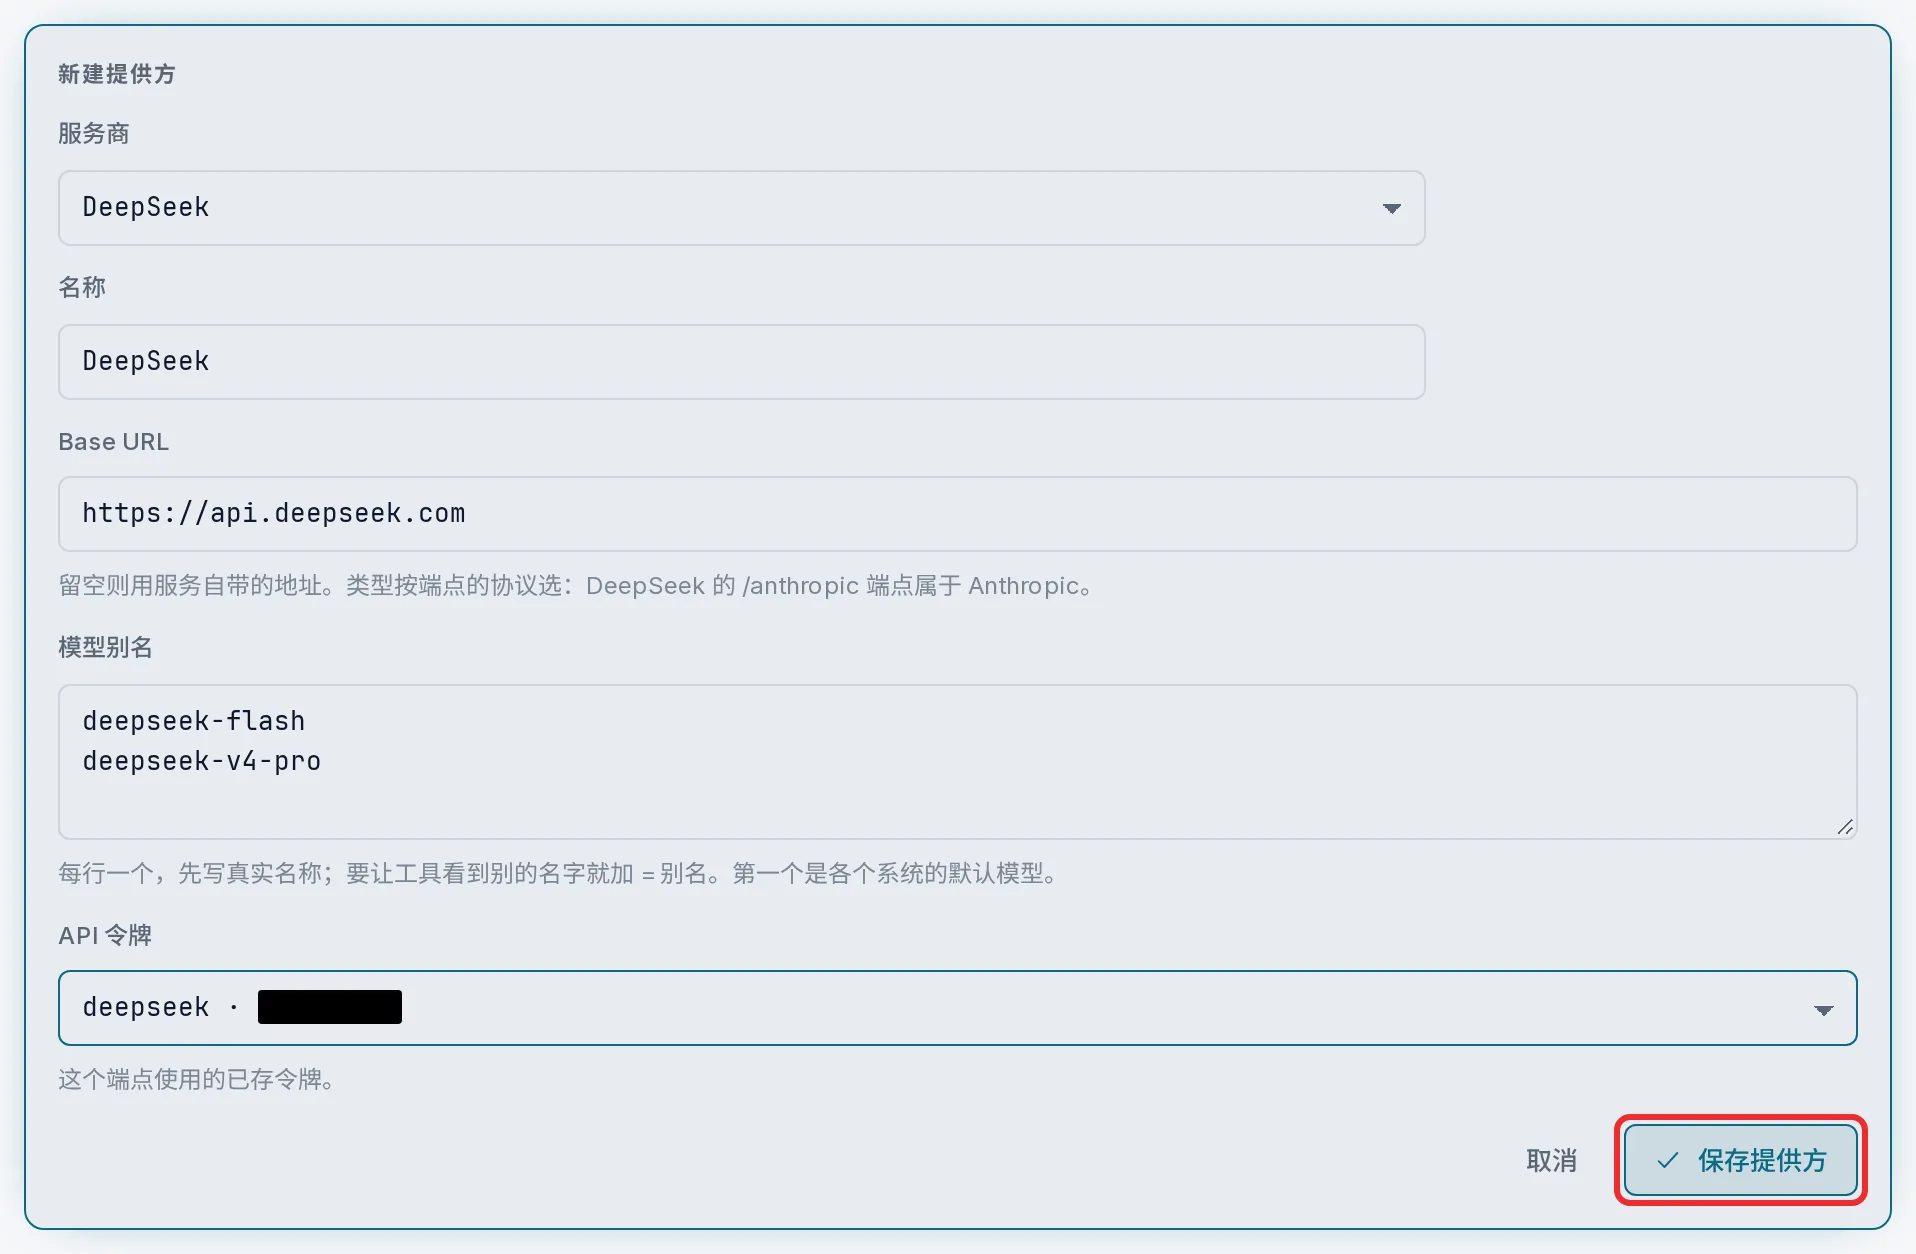 新建提供方
服务商
DeepSeek
名称
DeepSeek
Base URL
https://api.deepseek.com
留空则用服务自带的地址。类型按端点的协议选：DeepSeek 的 /anthropic 端点属于 Anthropic。
模型别名
deepseek-flash
deepseek-v4-pro
每行一个，先写真实名称；要让工具看到别的名字就加 = 别名。第一个是各个系统的默认模型。
API 令牌
deepseek ·
这个端点使用的已存令牌。
取消
✓ 保存提供方